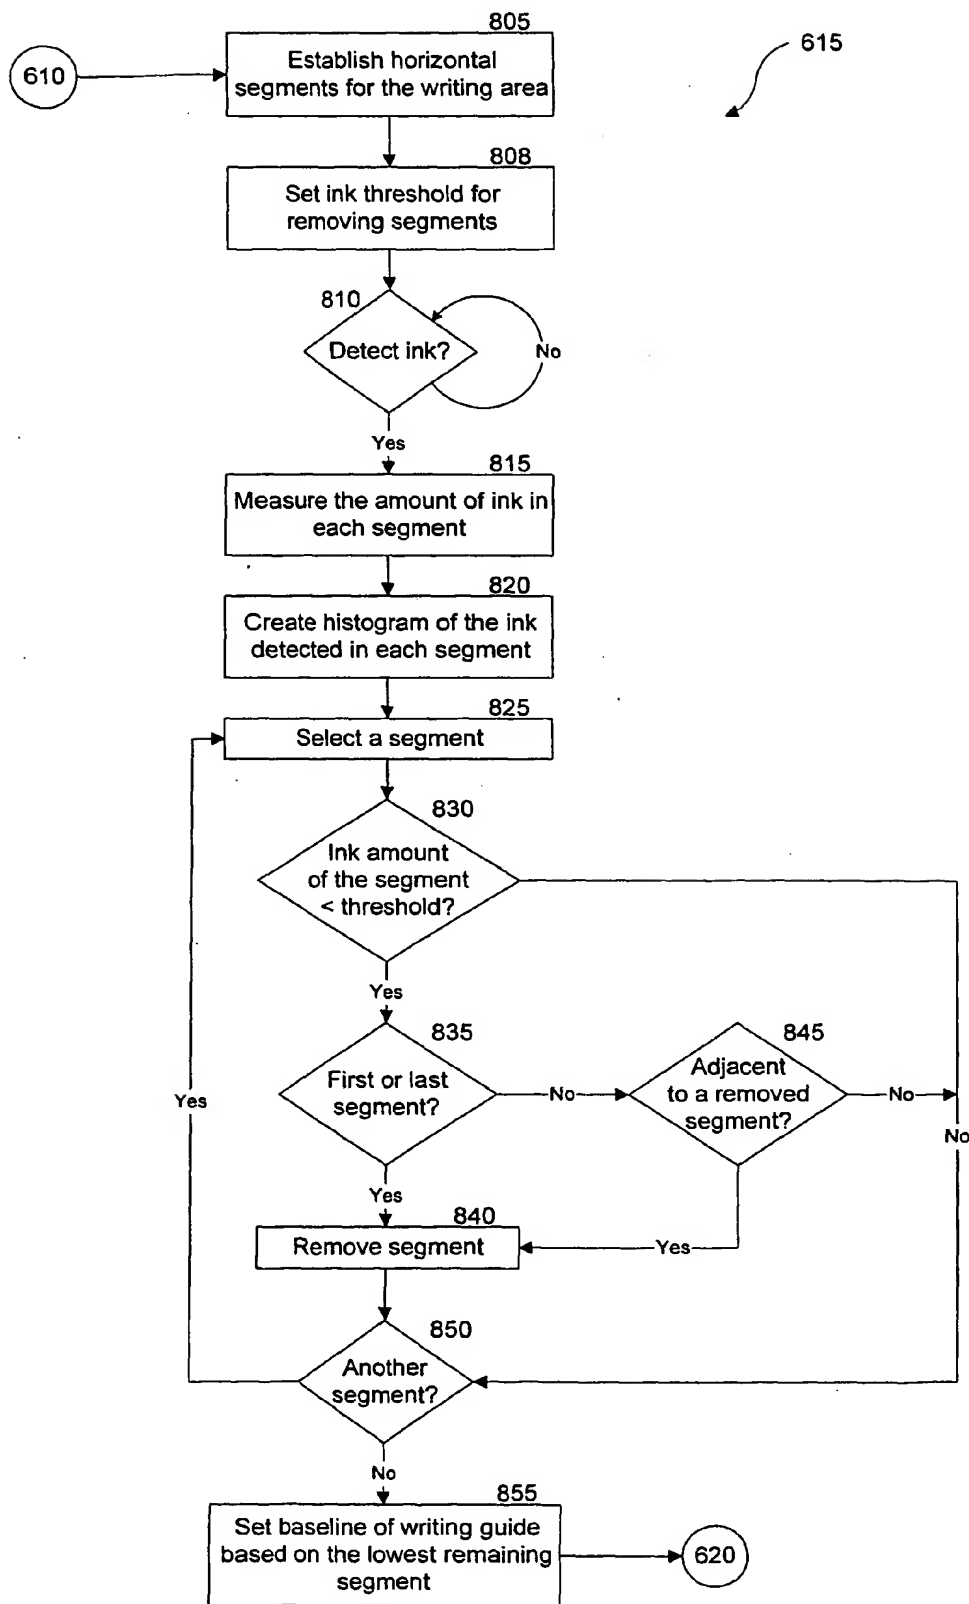 805
615
610
Establish horizontal
segments for the writing area
808
Set ink threshold for
removing segments
810
Detect ink?
No
Yes
815
Measure the amount of ink in
each segment
820
Create histogram of the ink
detected in each segment
825
Select a segment
830
Ink amount
of the segment
< threshold?
Yes
835
845
First or last
segment?
No
Adjacent
to a removed
segment?
No
Yes
No
Yes
840
Remove segment
Yes
850
Another
segment?
No
855
Set baseline of writing guide
based on the lowest remaining
segment
620